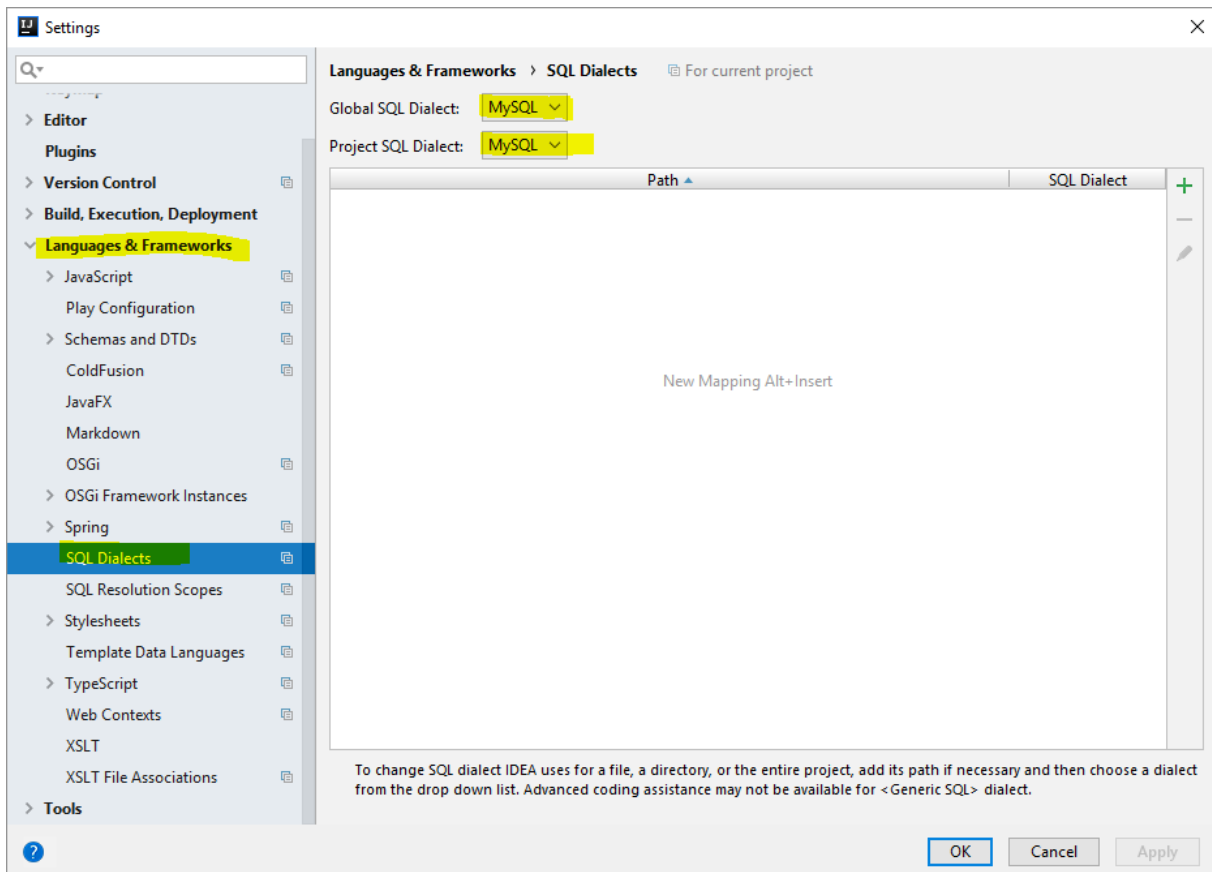 Settings
Editor
Plugins
Version Control
Build, Execution, Deployment
Languages & Frameworks
JavaScript
Play Configuration
Schemas and DTDs
ColdFusion
JavaFX
Markdown
OSGi
OSGi Framework Instances
Spring
SQL Dialects
SQL Resolution Scopes
Stylesheets
Template Data Languages
TypeScript
Web Contexts
XSLT
XSLT File Associations
Tools
Languages & Frameworks › SQL Dialects For current project
Global SQL Dialect: MySQL
Project SQL Dialect: MySQL
Path SQL Dialect
New Mapping Alt+Insert
To change SQL dialect IDEA uses for a file, a directory, or the entire project, add its path if necessary and then choose a dialect
from the drop down list. Advanced coding assistance may not be available for <Generic SQL> dialect.
? OK Cancel Apply